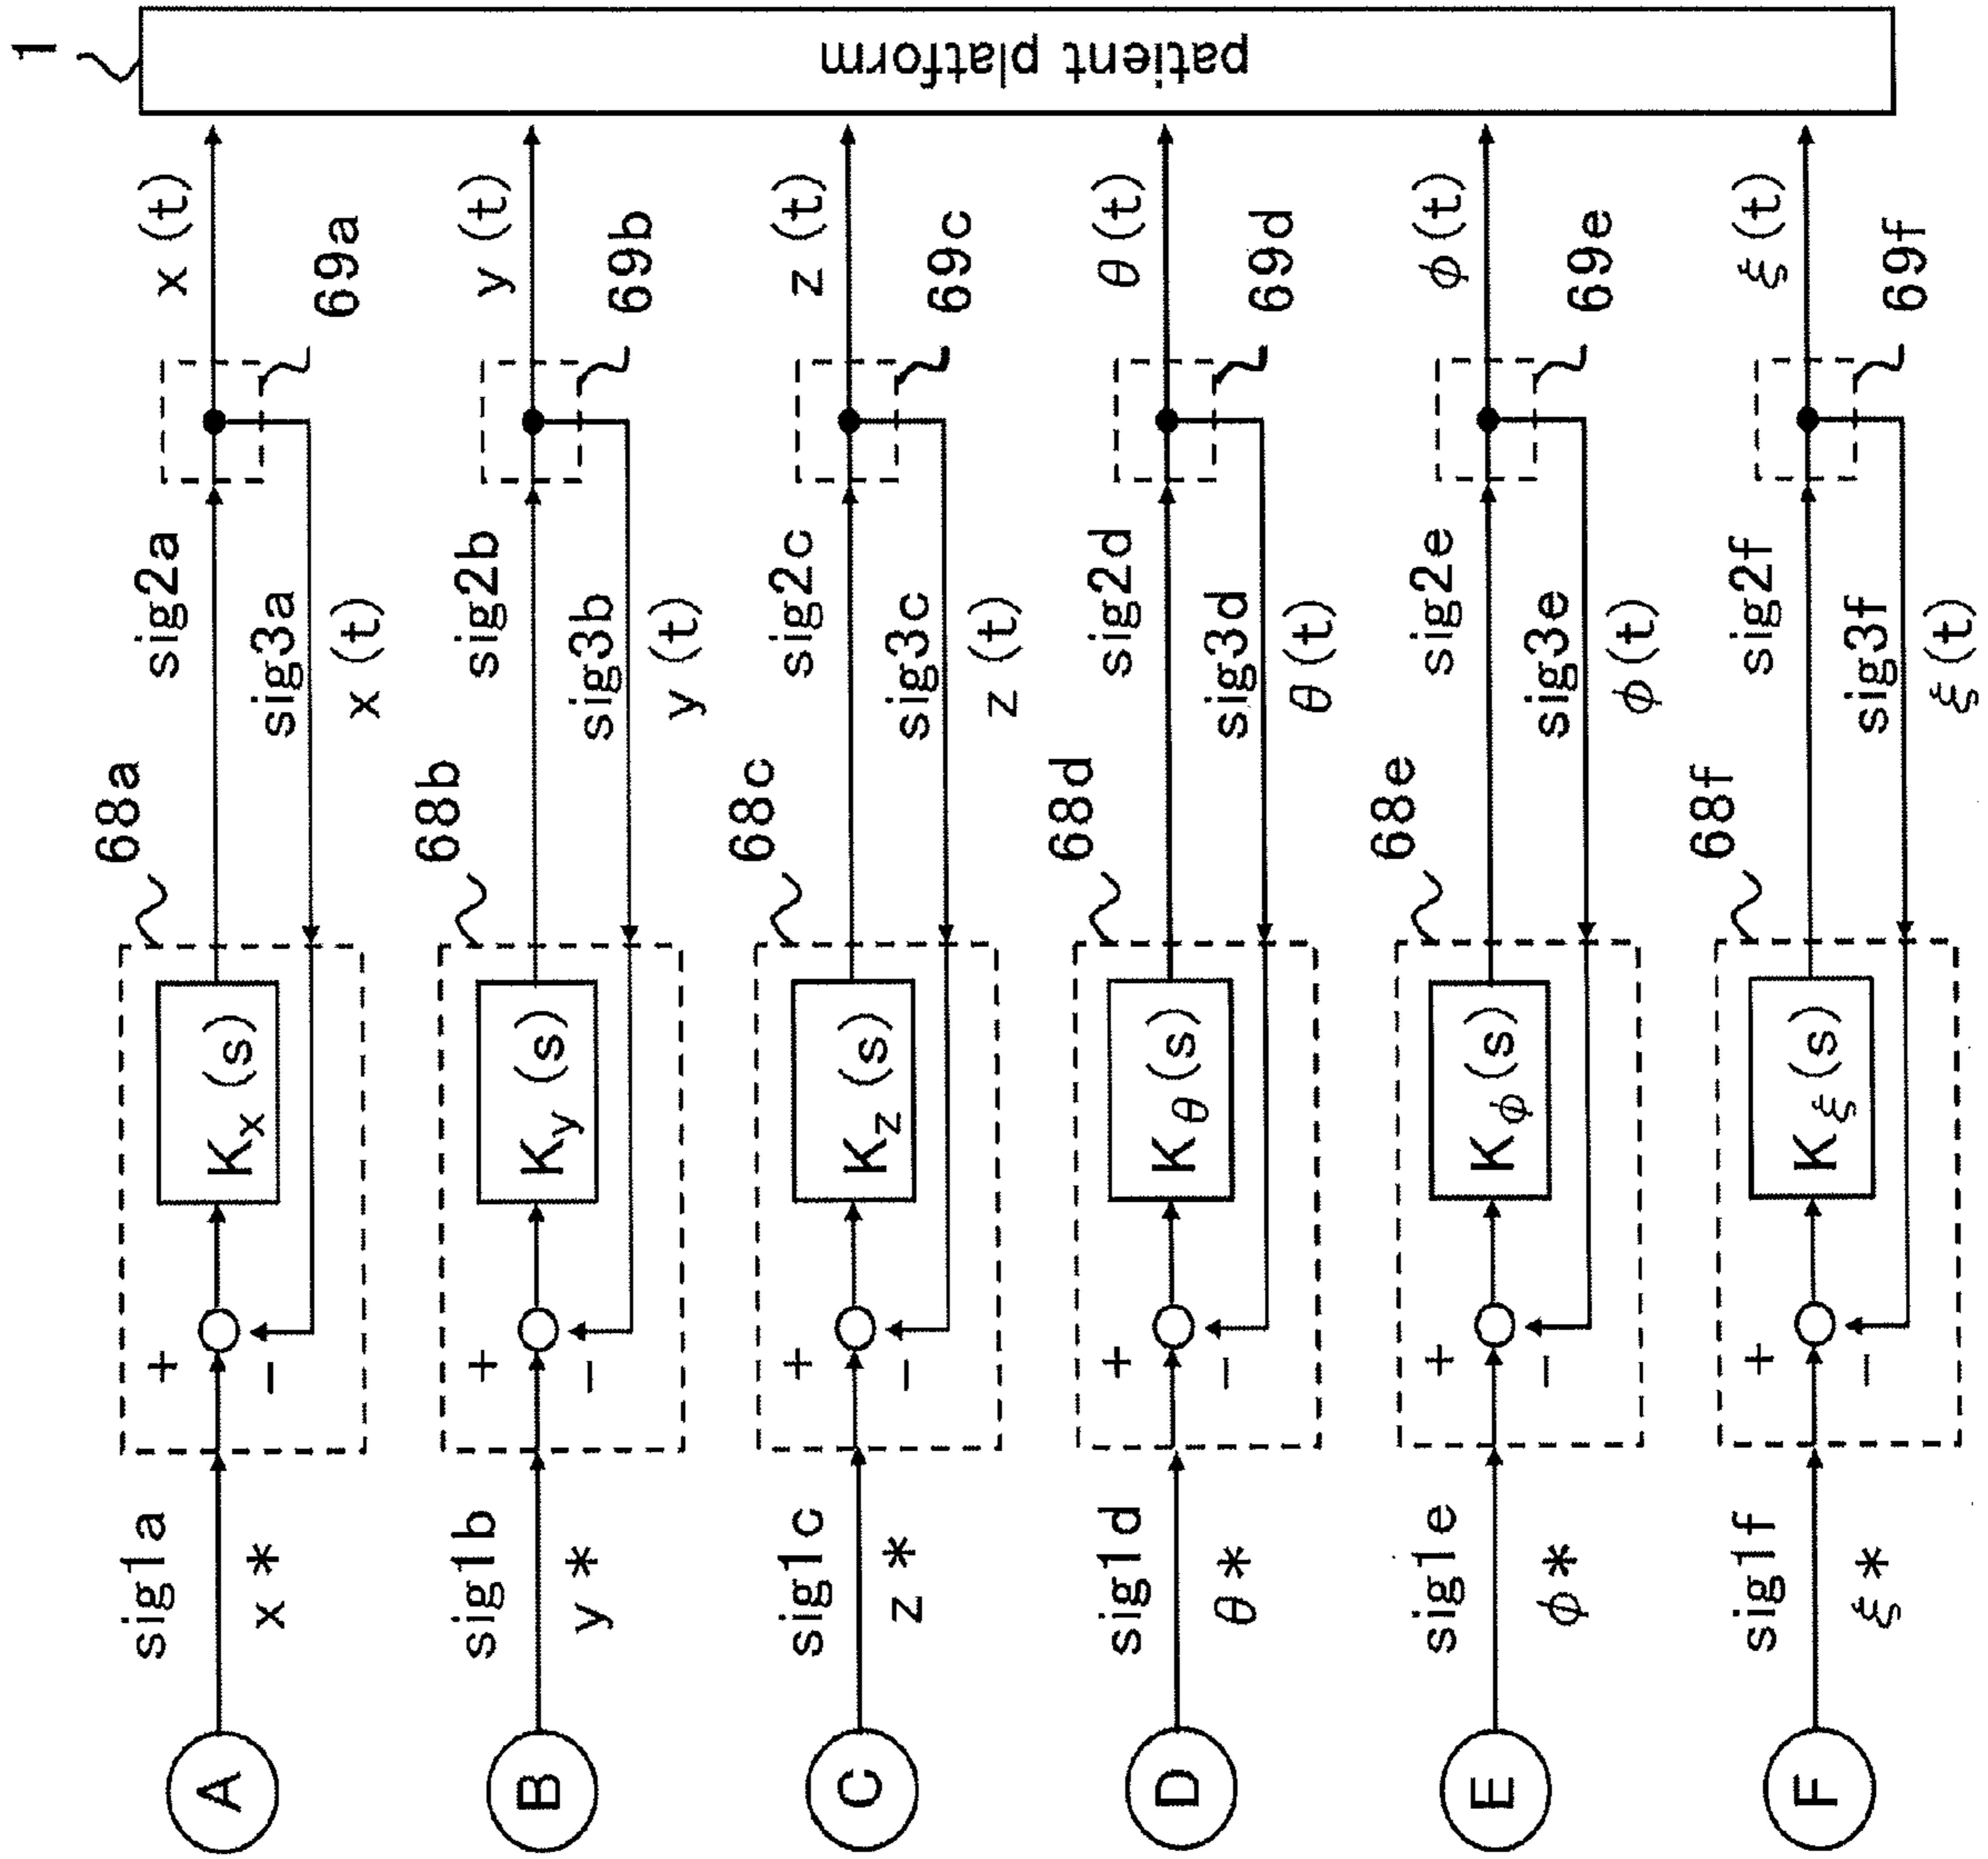 1
patient platform
A
sig1a
x*
+
−
Kx(s)
68a
sig2a
sig3a
x(t)
69a
x(t)
B
sig1b
y*
+
−
Ky(s)
68b
sig2b
sig3b
y(t)
69b
y(t)
C
sig1c
z*
+
−
Kz(s)
68c
sig2c
sig3c
z(t)
69c
z(t)
D
sig1d
θ*
+
−
Kθ(s)
68d
sig2d
sig3d
θ(t)
69d
θ(t)
E
sig1e
φ*
+
−
Kφ(s)
68e
sig2e
sig3e
φ(t)
69e
φ(t)
F
sig1f
ξ*
+
−
Kξ(s)
68f
sig2f
sig3f
ξ(t)
69f
ξ(t)